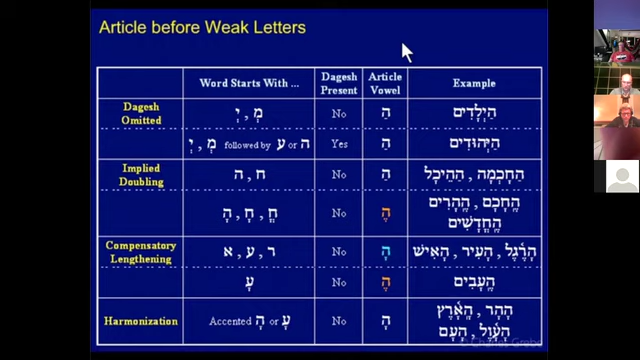 Article before Weak Letters
Word Starts With ... Dagesh Present Article Vowel Example
Dagesh Omitted מְ , יְ No הַ הַיְלָדִים
מְ , יְ followed by ע or ה Yes הַ הַיְּהוּדִים
Implied Doubling ח , ה No הַ הַחָכְמָה , הַהֵיכָל
חֳ , חָ , הָ No הֶ הֶחָכָם , הֶהָרִים
הֶחֳדָשִׁים
Compensatory Lengthening ר , ע , א No הָ הָרֶגֶל , הָעִיר , הָאִישׁ
עָ No הֶ הֶעָבִים
Harmonization Accented הָ or עָ No הָ הָהָר , הָאָרֶץ
הָעָוֶל , הָעָם